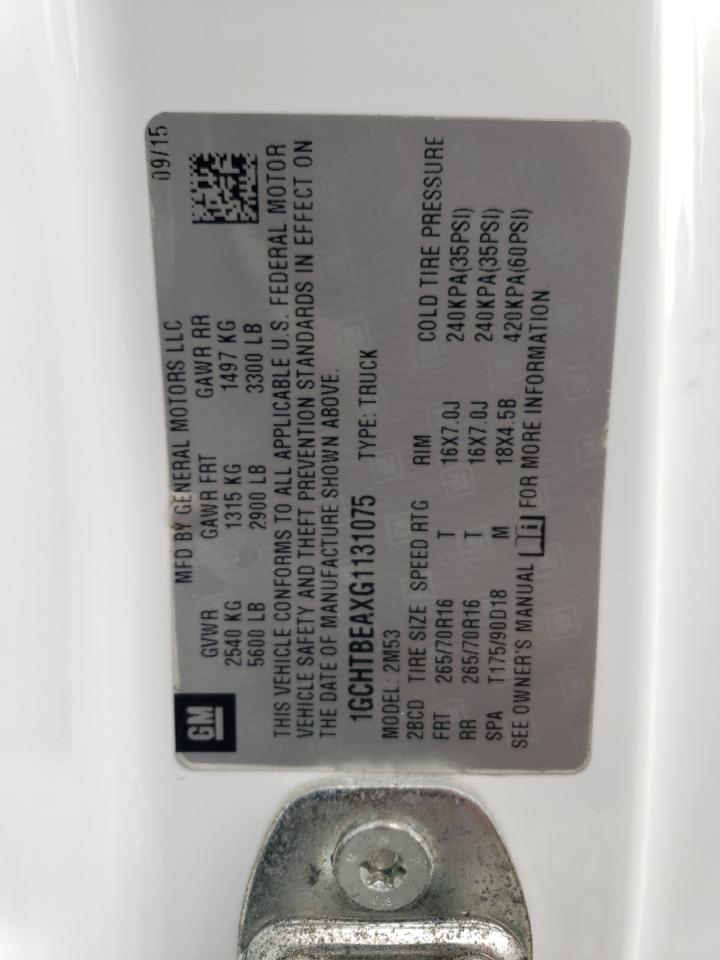 GM
MFD BY GENERAL MOTORS LLC 09/15
GVWR GAWR FRT GAWR RR
2540 KG 1315 KG 1497 KG
5600 LB 2900 LB 3300 LB
THIS VEHICLE CONFORMS TO ALL APPLICABLE U.S. FEDERAL MOTOR
VEHICLE SAFETY AND THEFT PREVENTION STANDARDS IN EFFECT ON
THE DATE OF MANUFACTURE SHOWN ABOVE.
1GCHTBEAXG1131075 TYPE: TRUCK
MODEL: 2M53
2BCD TIRE SIZE SPEED RTG RIM COLD TIRE PRESSURE
FRT 265/70R16 T 16X7.0J 240KPA(35PSI)
RR 265/70R16 T 16X7.0J 240KPA(35PSI)
SPA T175/90D18 M 18X4.5B 420KPA(60PSI)
SEE OWNER'S MANUAL FOR MORE INFORMATION.